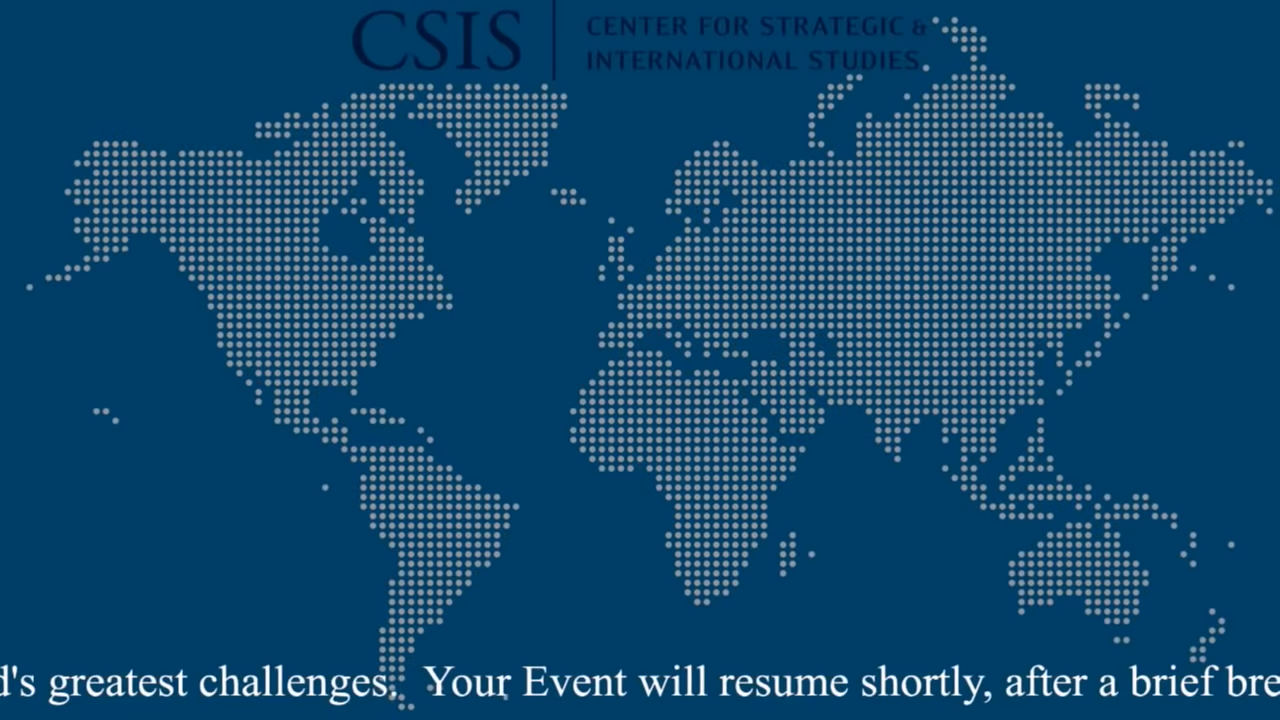 CSIS
CENTER FOR STRATEGIC &
INTERNATIONAL STUDIES
d's greatest challenges. Your Event will resume shortly, after a brief bre